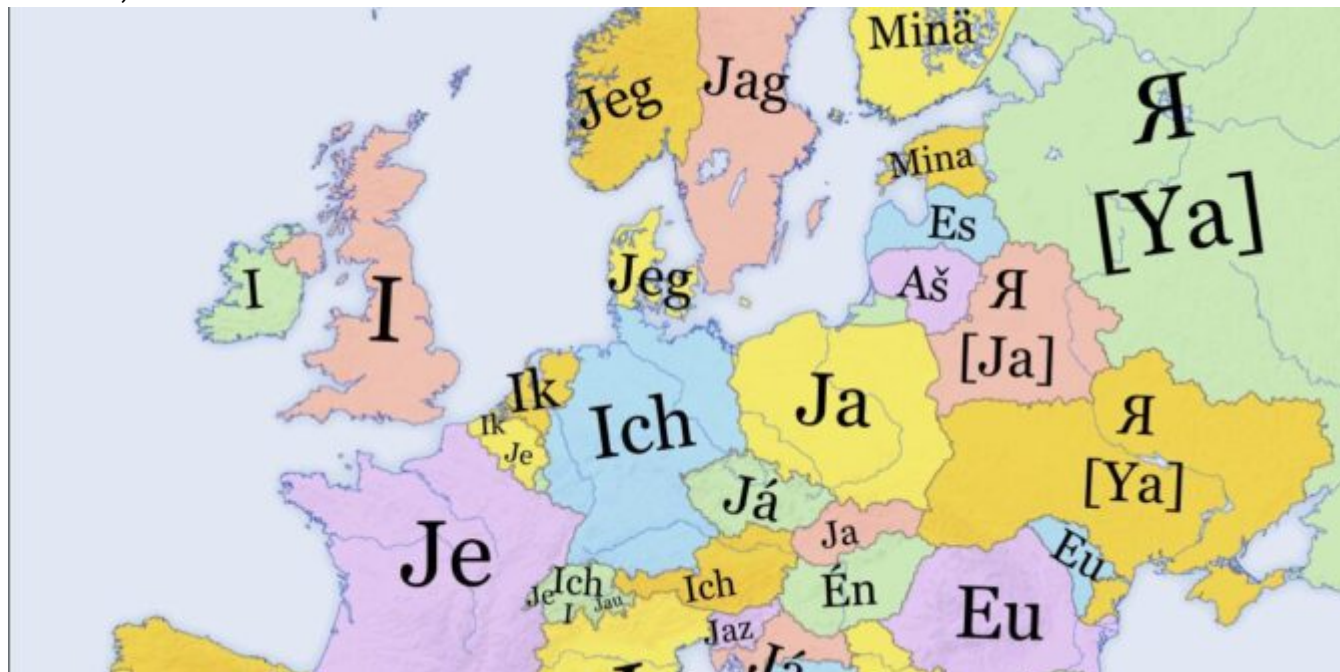 Jeg
Jag
Minä
Я
[Ya]
Mina
Es
Aš
Я
[Ja]
Jeg
I
I
Ik
Ik
Je
Ich
Ja
Я
[Ya]
Já
Ja
Je
Ich
Je
I
Jau
Ich
Én
Eu
Eu
Jaz